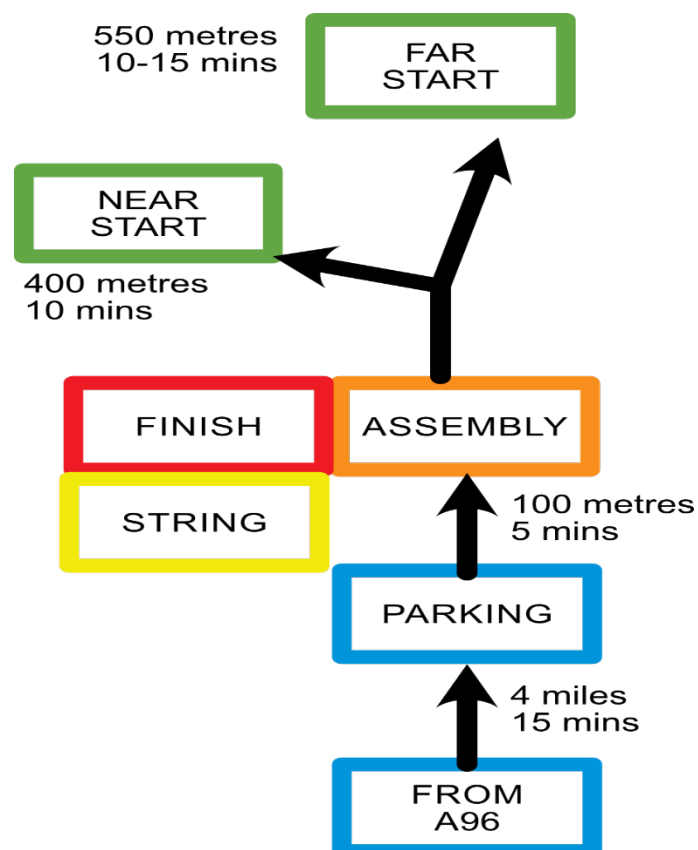 550 metres
10-15 mins
FAR
START
NEAR
START
400 metres
10 mins
FINISH
ASSEMBLY
STRING
100 metres
5 mins
PARKING
4 miles
15 mins
FROM
A96